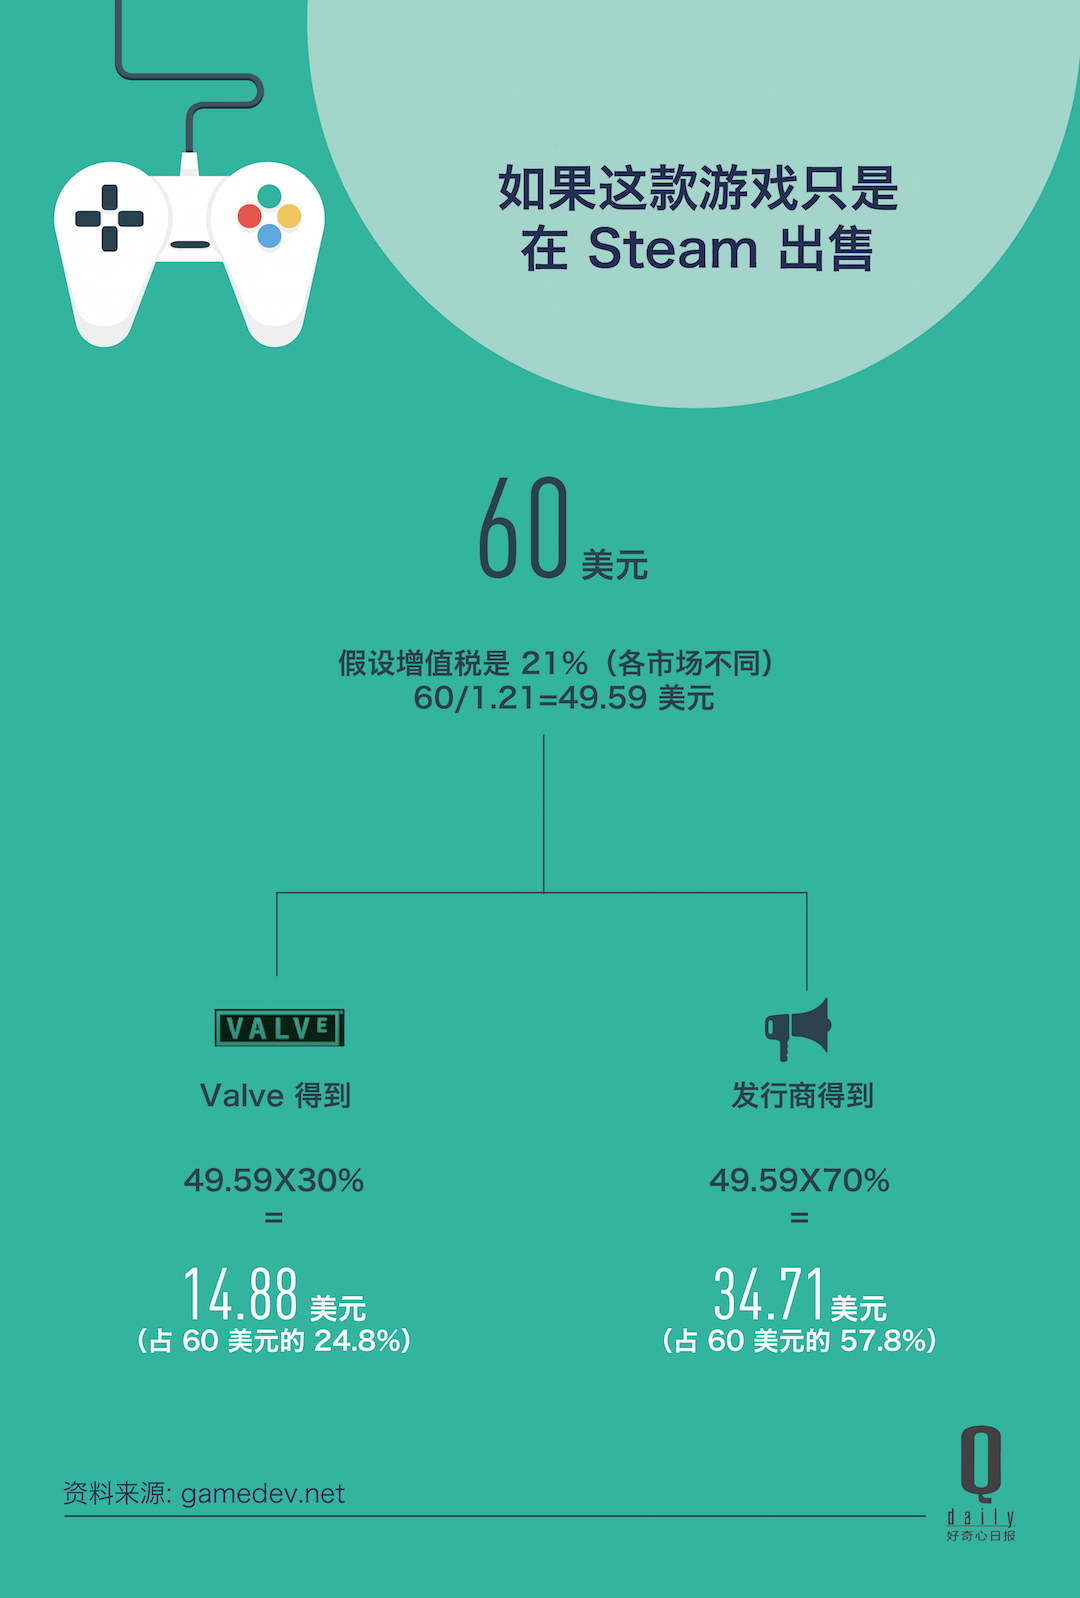 如果这款游戏只是
在 Steam 出售
60 美元
假设增值税是 21%（各市场不同）
60/1.21=49.59 美元
VALVE
Valve 得到
49.59X30%
=
14.88 美元
（占 60 美元的 24.8%）
发行商得到
49.59X70%
=
34.71 美元
（占 60 美元的 57.8%）
资料来源: gamedev.net
Q
daily
好奇心日报